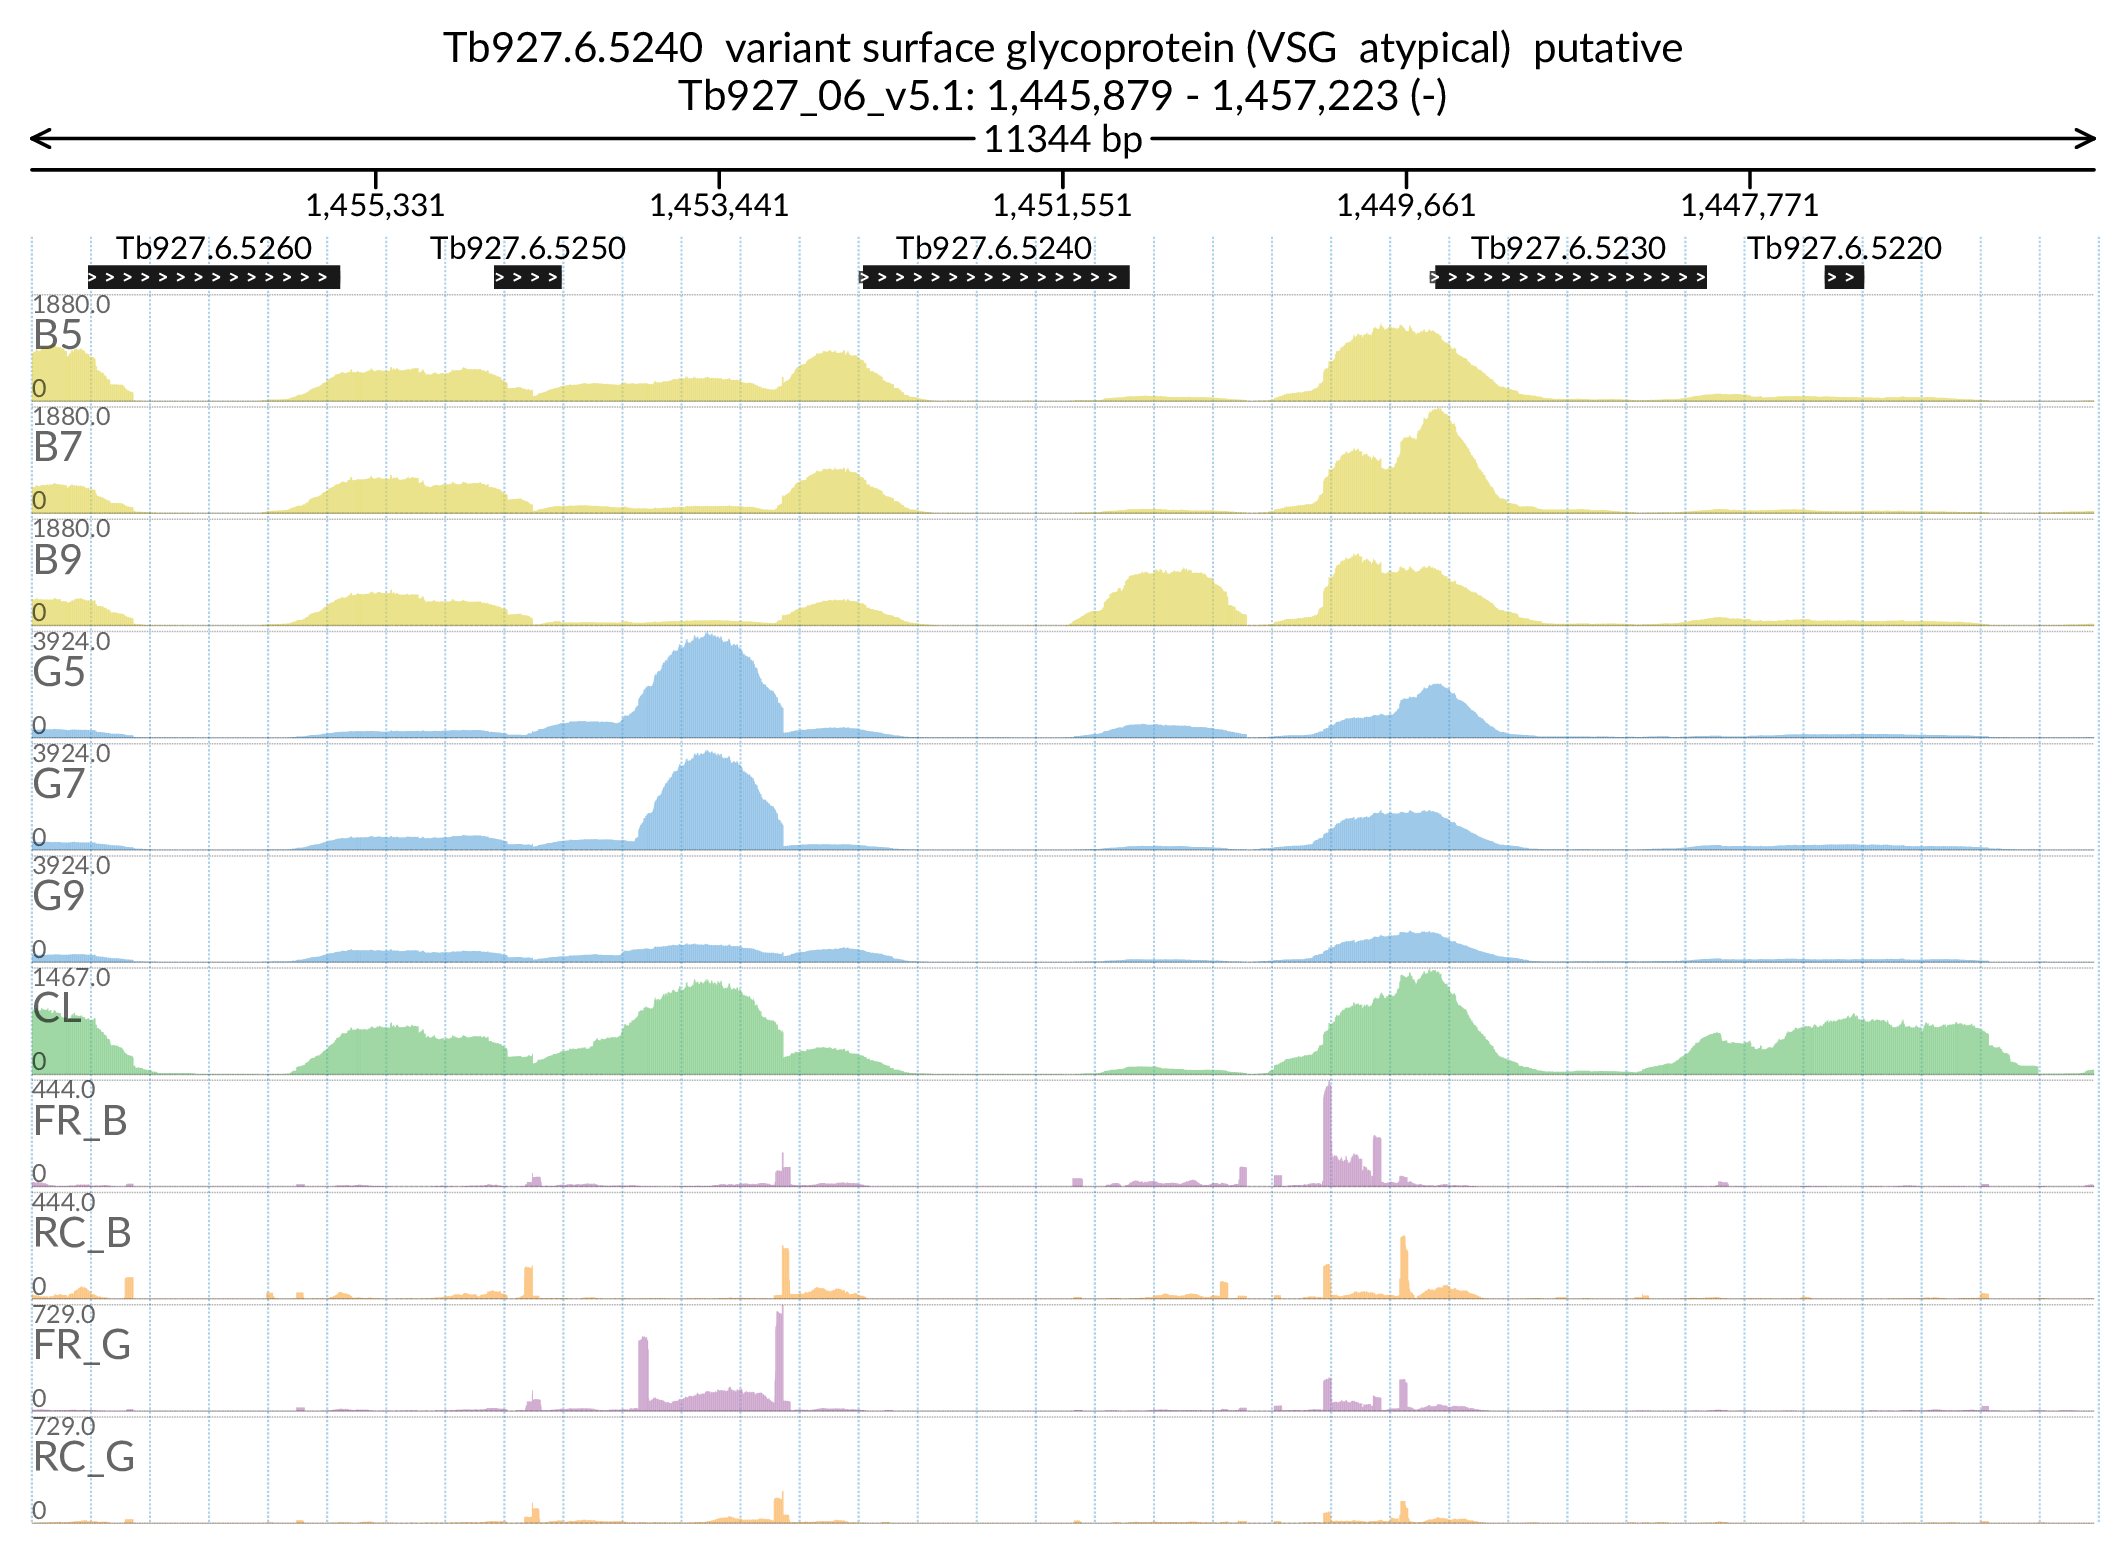 Tb927.6.5240  variant surface glycoprotein (VSG  atypical)  putative
Tb927_06_v5.1: 1,445,879 - 1,457,223 (-)
11344 bp
1,455,331 1,453,441 1,451,551 1,449,661 1,447,771
Tb927.6.5260 Tb927.6.5250 Tb927.6.5240 Tb927.6.5230 Tb927.6.5220
1880.0
B5
0
1880.0
B7
0
1880.0
B9
0
3924.0
G5
0
3924.0
G7
0
3924.0
G9
0
1467.0
CL
0
444.0
FR_B
0
444.0
RC_B
0
729.0
FR_G
0
729.0
RC_G
0